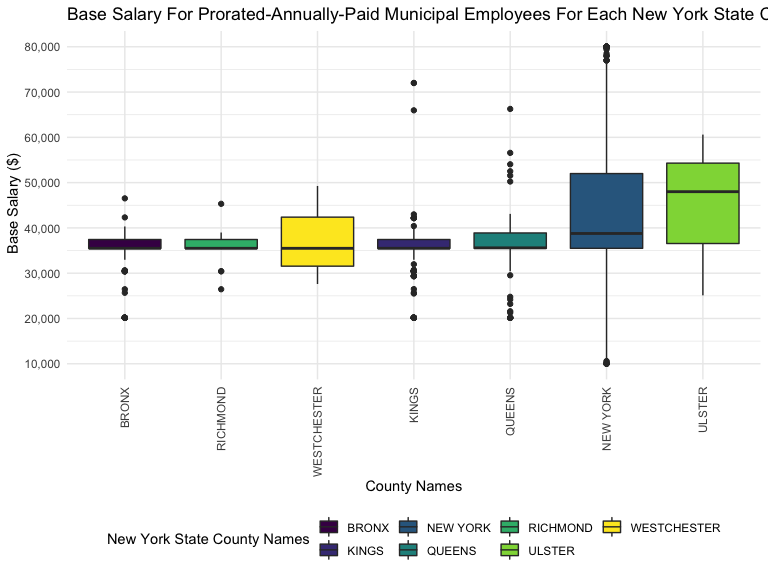 Base Salary For Prorated-Annually-Paid Municipal Employees For Each New York State
Base Salary ($)
80,000
70,000
60,000
50,000
40,000
30,000
20,000
10,000
BRONX
RICHMOND
WESTCHESTER
KINGS
QUEENS
NEW YORK
ULSTER
County Names
New York State County Names
BRONX NEW YORK RICHMOND WESTCHESTER
KINGS QUEENS ULSTER